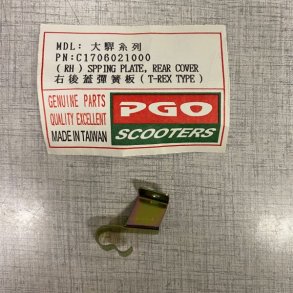 MDL: 大驛系列
PN:C1706021000
(RH) SPPING PLATE, REAR COVER
右後蓋彈簧板(T-REX TYPE)
GENUINE PARTS
QUALITY EXCELLENT
MADE IN TAIWAN
PGO
SCOOTERS